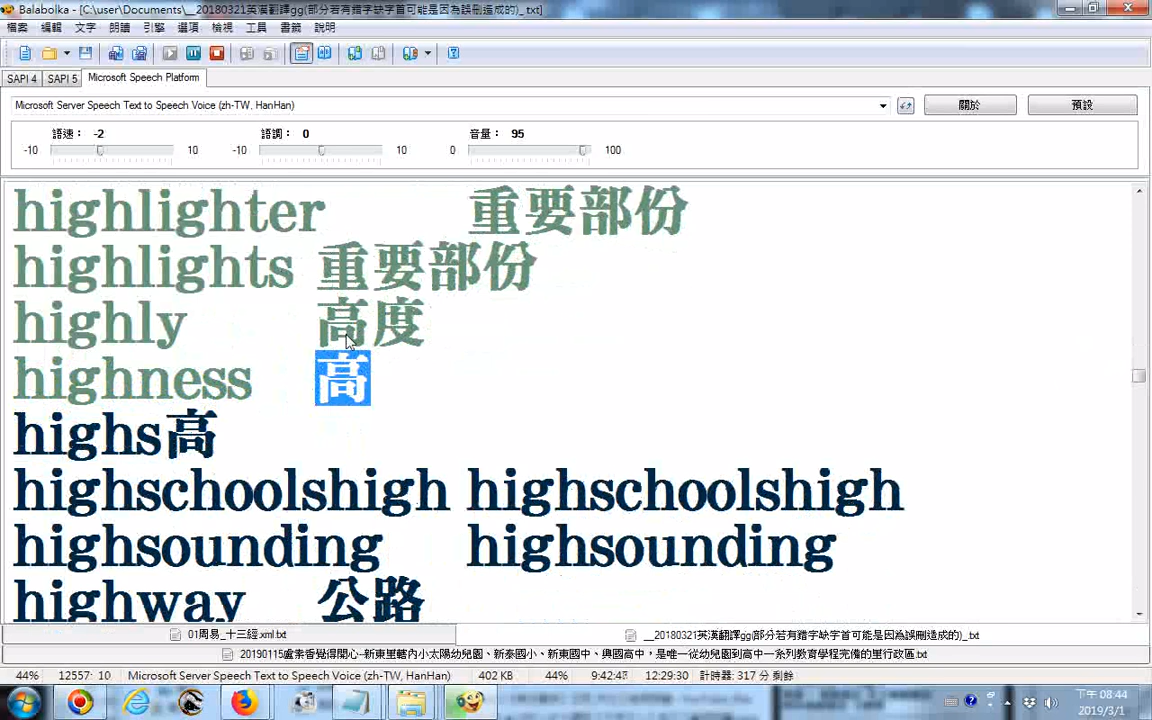 Balabolka - [C:\user\Documents\__20180321英漢翻譯gg(部分若有錯字缺字首可能是因為誤刪造成的)_.txt]
檔案 編輯 文字 朗讀 引擎 選項 檢視 工具 書籤 說明
SAPI 4 SAPI 5 Microsoft Speech Platform
Microsoft Server Speech Text to Speech Voice (zh-TW, HanHan) 關於 預設
語速： -2 語調： 0 音量： 95
-10 10 -10 10 0 100
highlighter 重要部份
highlights 重要部份
highly 高度
highness 高
highs高
highschoolshigh highschoolshigh
highsounding highsounding
highway 公路
01周易_十三經.xml.txt __20180321英漢翻譯gg(部分若有錯字缺字首可能是因為誤刪造成的)_.txt
20190115盧素香覺得開心--新東里轄內小太陽幼兒園、新泰國小、新東國中、興國高中，是唯一從幼兒園到高中一系列教育學程完備的里行政區.txt
44% 12557: 10 Microsoft Server Speech Text to Speech Voice (zh-TW, HanHan) 402 KB 44% 9:42:47 12:29:30 計時器: 317 分 剩餘
下午 08:44
2019/3/1